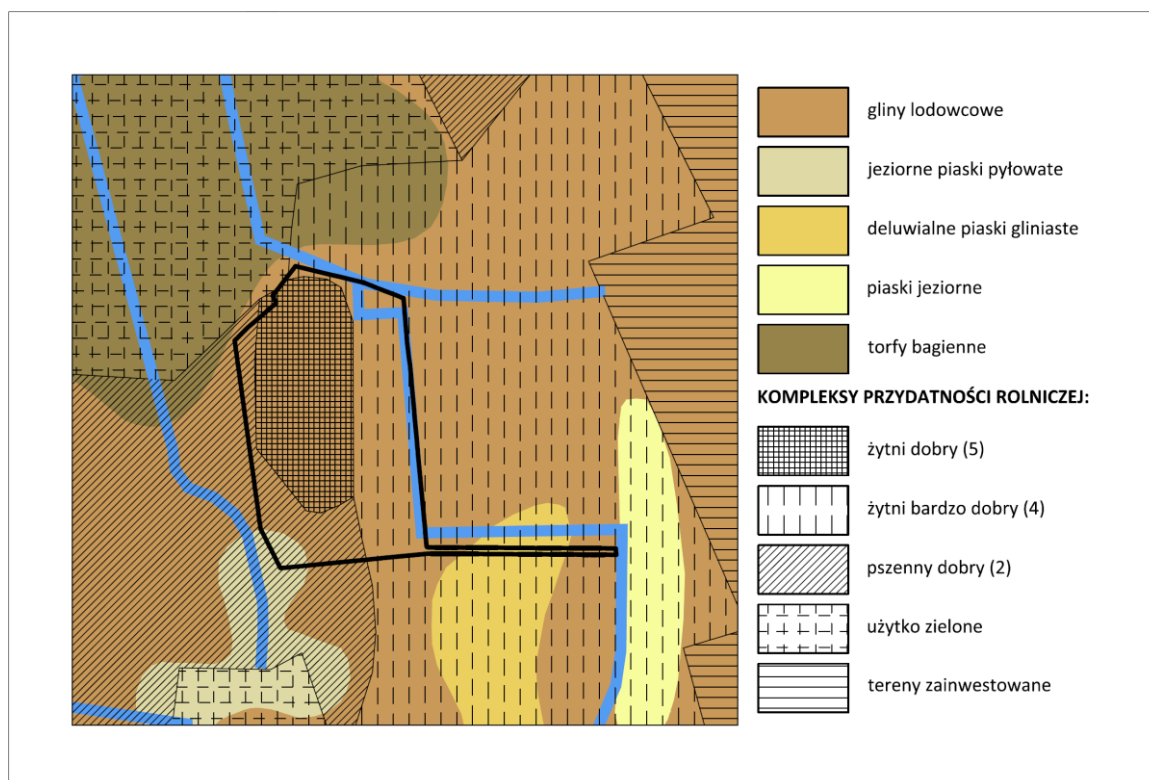 gliny lodowcowe
jeziorne piaski pyłowate
deluwialne piaski gliniaste
piaski jeziorne
torfy bagienne
KOMPLEKSY PRZYDATNOŚCI ROLNICZEJ:
żytni dobry (5)
żytni bardzo dobry (4)
pszenny dobry (2)
użytko zielone
tereny zainwestowane